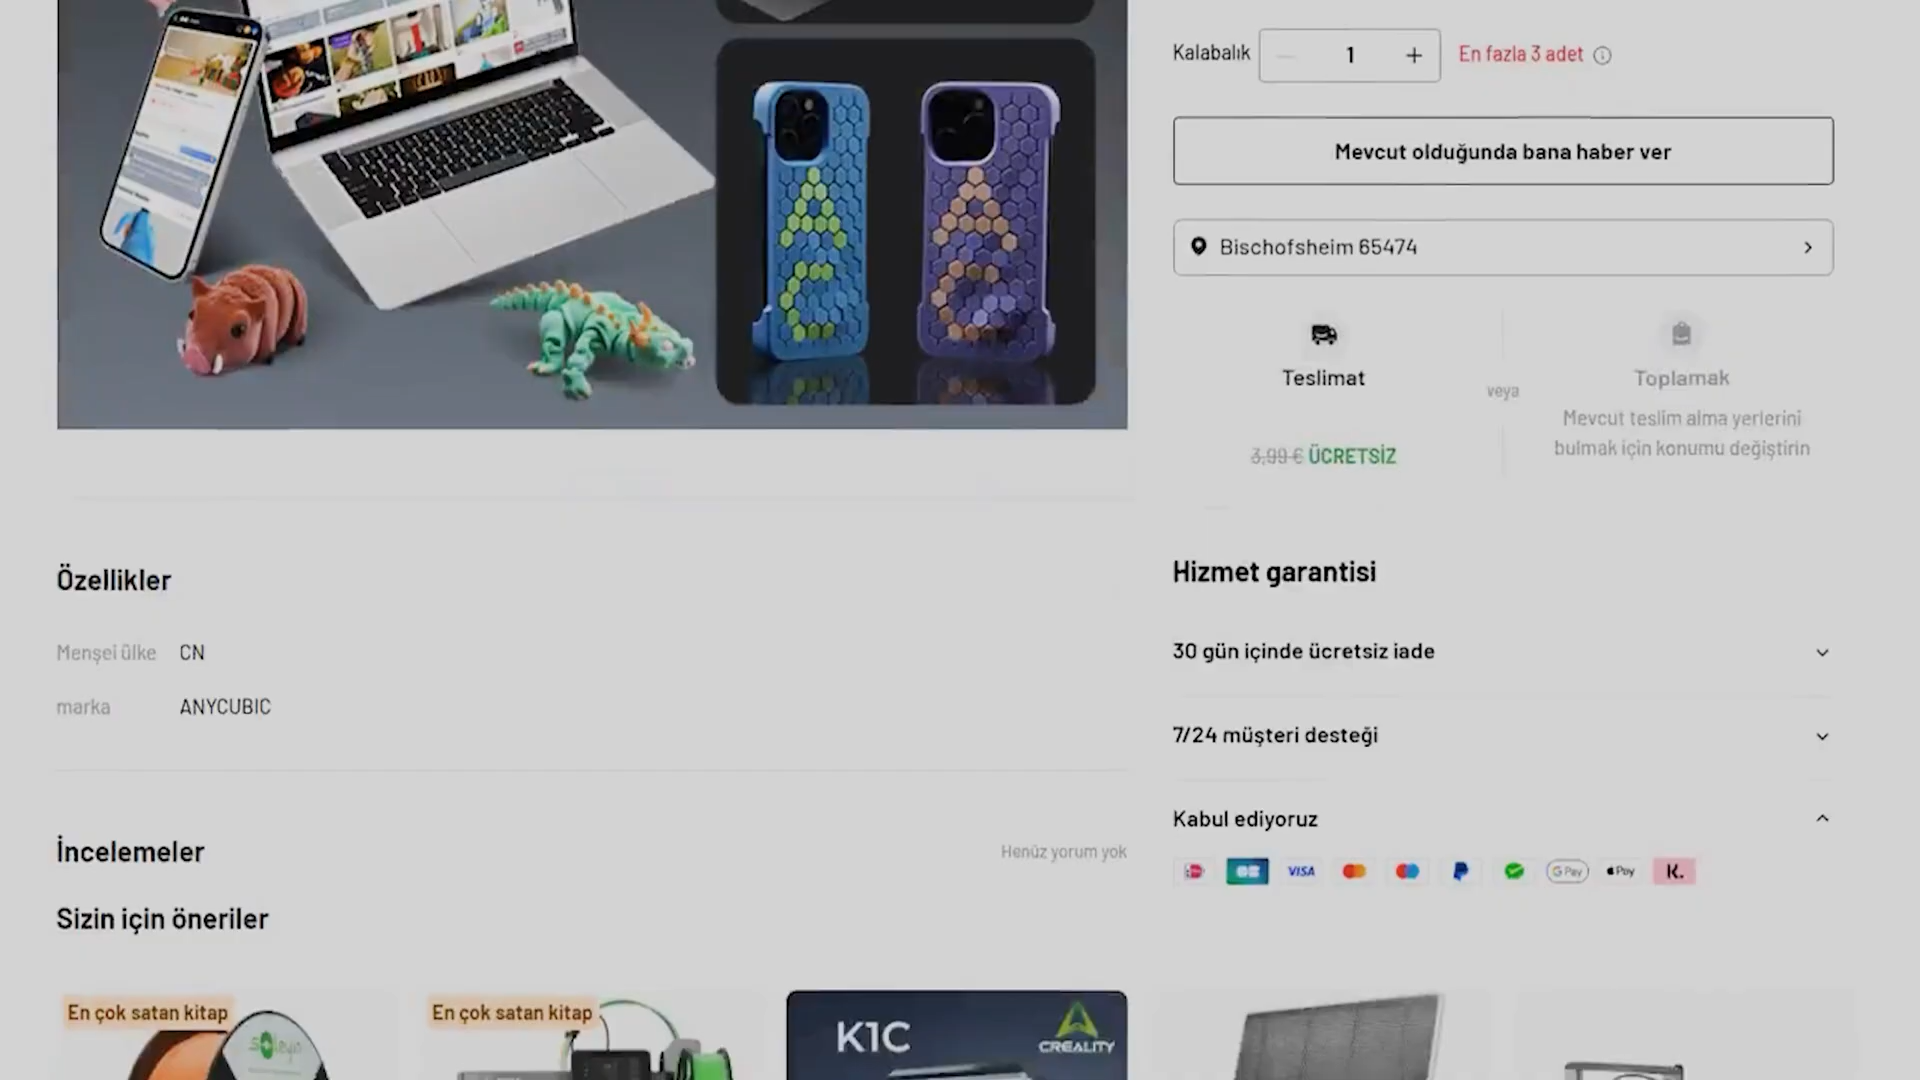 Kalabalık
1
En fazla 3 adet
Mevcut olduğunda bana haber ver
Bischofsheim 65474
Teslimat
veya
Toplamak
Mevcut teslim alma yerlerini
bulmak için konumu değiştirin
3,99 € ÜCRETSİZ
Özellikler
Menşei ülke CN
marka ANYCUBIC
Hizmet garantisi
30 gün içinde ücretsiz iade
7/24 müşteri desteği
Kabul ediyoruz
VISA
G Pay
Pay
K.
İncelemeler
Henüz yorum yok
Sizin için öneriler
En çok satan kitap
En çok satan kitap
K1C
CREALITY